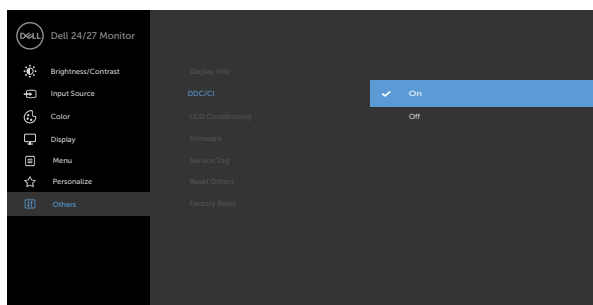 DELL Dell 24/27 Monitor
Brightness/Contrast
Input Source
Color
Display
Menu
Personalize
Others
Display Info
DDC/CI
LCD Conditioning
Firmware
Service Tag
Reset Others
Factory Reset
On
Off